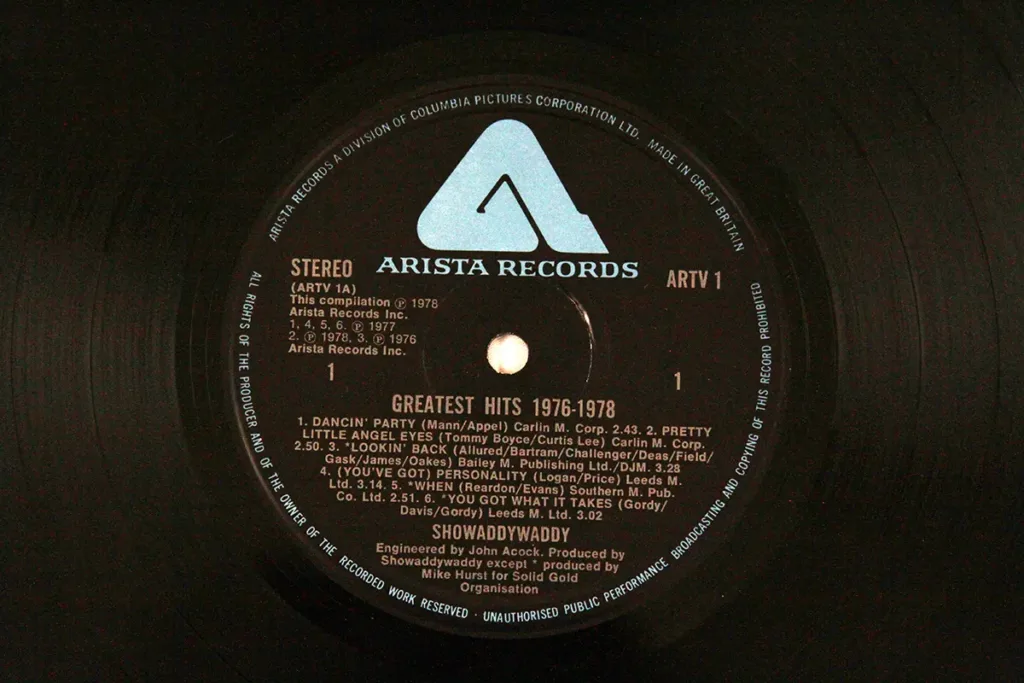 ARISTA RECORDS A DIVISION OF COLUMBIA PICTURES CORPORATION LTD. MADE IN GREAT BRITAIN
ARISTA RECORDS
STEREO
ARTV 1
(ARTV 1A)
This compilation ℗ 1978
Arista Records Inc.
1, 4, 5, 6. ℗ 1977
2. ℗ 1978, 3. ℗ 1976
Arista Records Inc.
1
1
GREATEST HITS 1976-1978
1. DANCIN' PARTY (Mann/Appel) Carlin M. Corp. 2.43. 2. PRETTY
LITTLE ANGEL EYES (Tommy Boyce/Curtis Lee) Carlin M. Corp.
2.50. 3. *LOOKIN' BACK (Allured/Bartram/Challenger/Deas/Field/
Gask/James/Oakes) Bailey M. Publishing Ltd./DJM. 3.28
4. (YOU'VE GOT) PERSONALITY (Logan/Price) Leeds M.
Ltd. 3.14. 5. *WHEN (Reardon/Evans) Southern M. Pub.
Co. Ltd. 2.51. 6. *YOU GOT WHAT IT TAKES (Gordy/
Davis/Gordy) Leeds M. Ltd. 3.02
SHOWADDYWADDY
Engineered by John Acock. Produced by
Showaddywaddy except * produced by
Mike Hurst for Solid Gold
Organisation
ALL RIGHTS OF THE PRODUCER AND OF THE OWNER OF THE RECORDED WORK RESERVED · UNAUTHORISED PUBLIC PERFORMANCE BROADCASTING AND COPYING OF THIS RECORD PROHIBITED